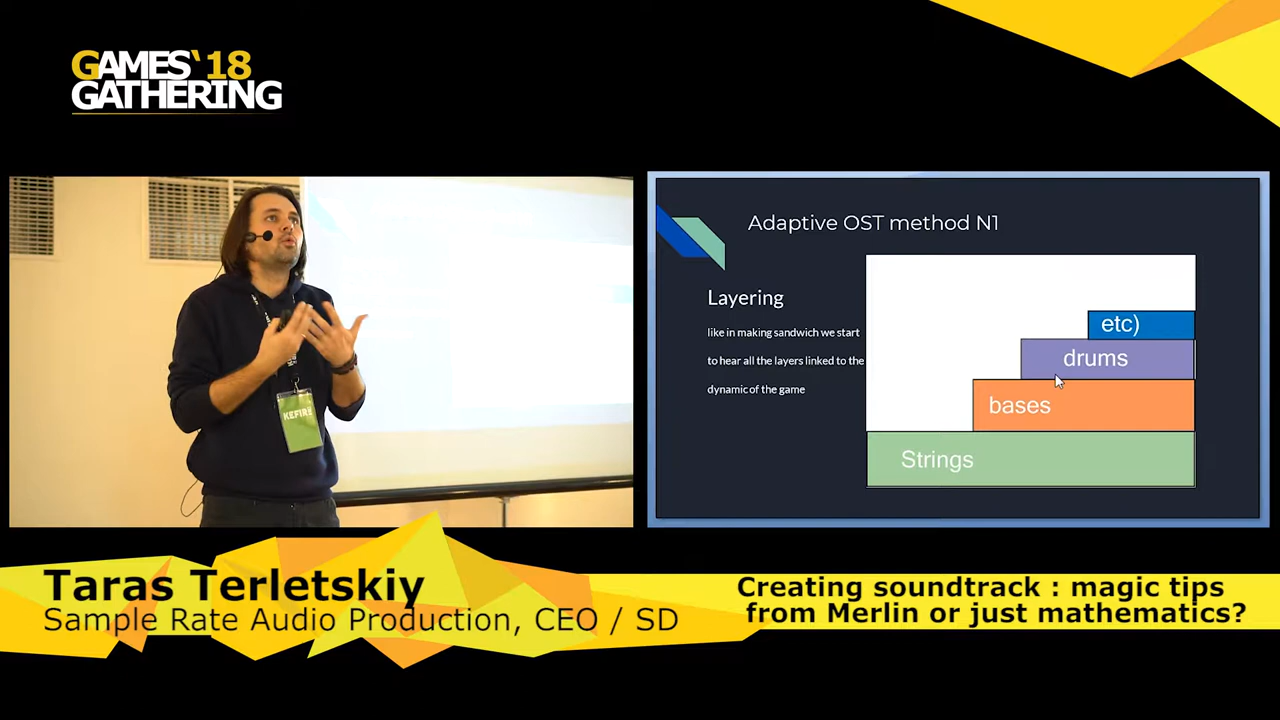 GAMES‘18
GATHERING
KEFIRE
Adaptive OST method N1
Layering
like in making sandwich we start
to hear all the layers linked to the
dynamic of the game
etc)
drums
bases
Strings
Taras Terletskiy
Sample Rate Audio Production, CEO / SD
Creating soundtrack : magic tips
from Merlin or just mathematics?